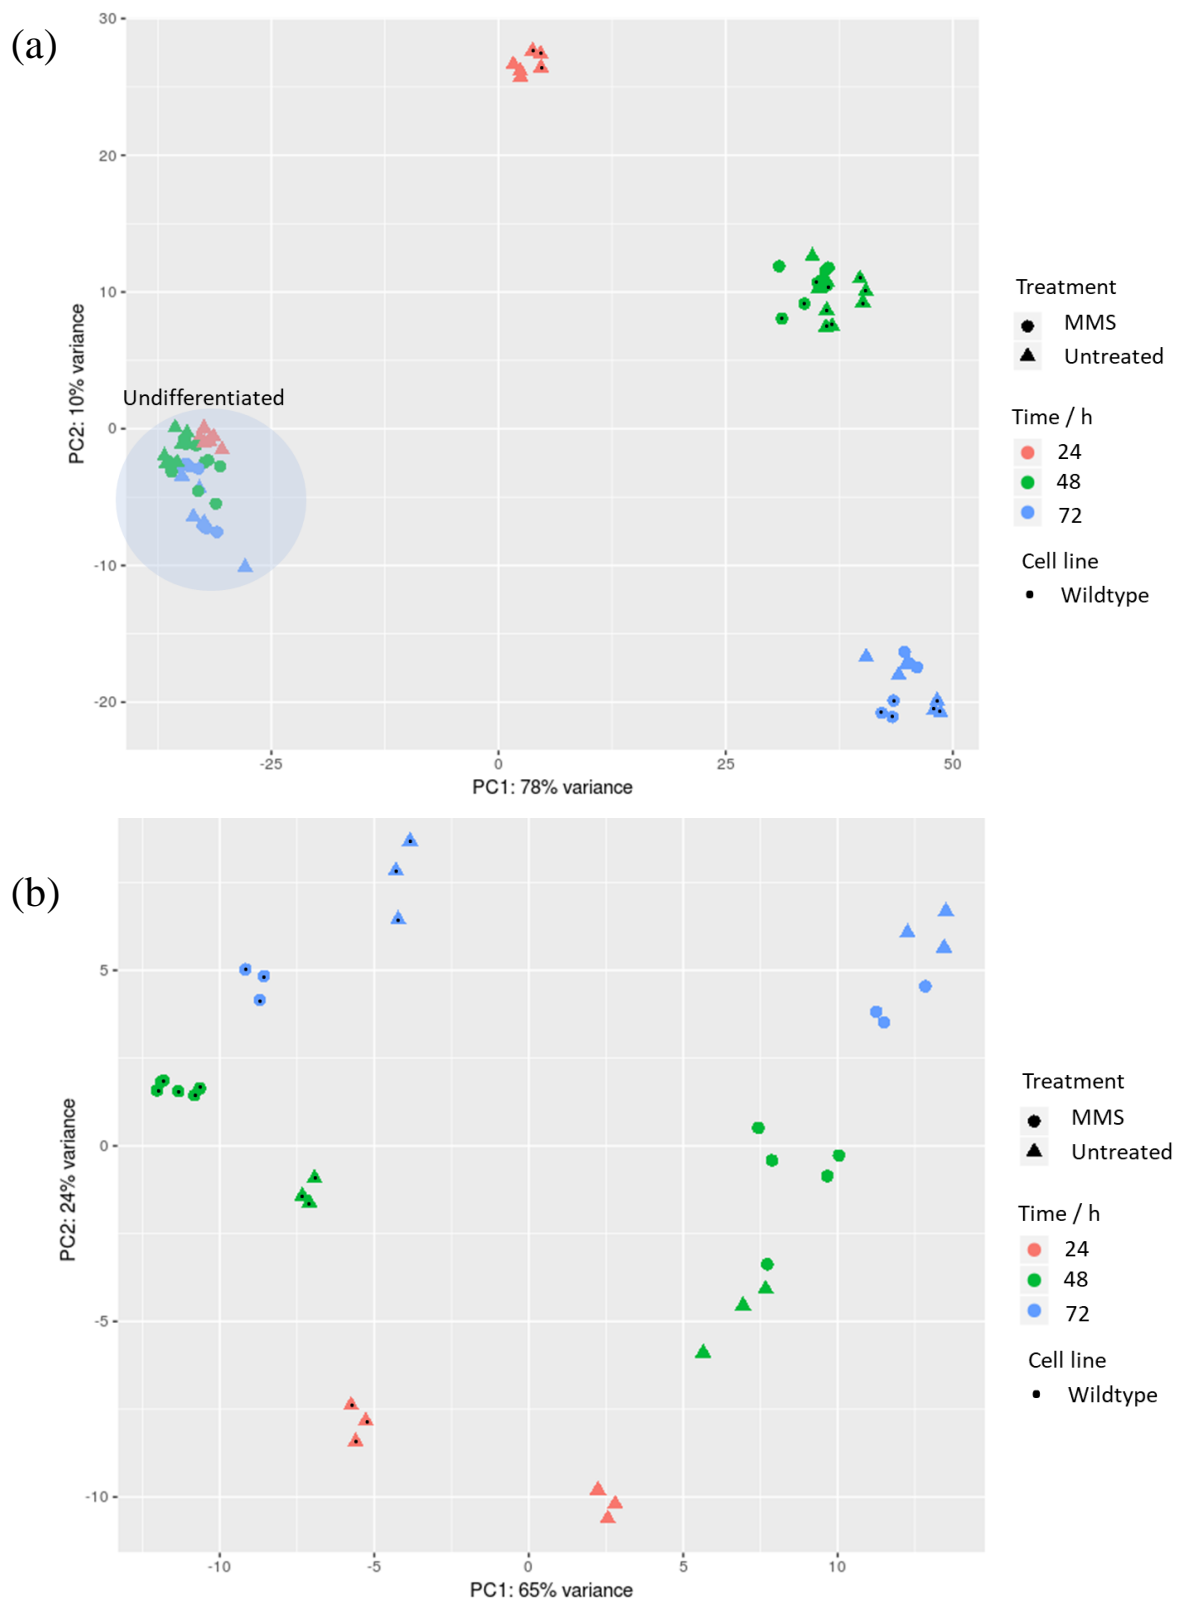 (a)
30
20
10
0
-10
-20
PC2: 10% variance
Undifferentiated
-25
0
25
50
PC1: 78% variance
Treatment
MMS
Untreated
Time / h
24
48
72
Cell line
Wildtype
(b)
5
0
-5
-10
PC2: 24% variance
-10
-5
0
5
10
PC1: 65% variance
Treatment
MMS
Untreated
Time / h
24
48
72
Cell line
Wildtype